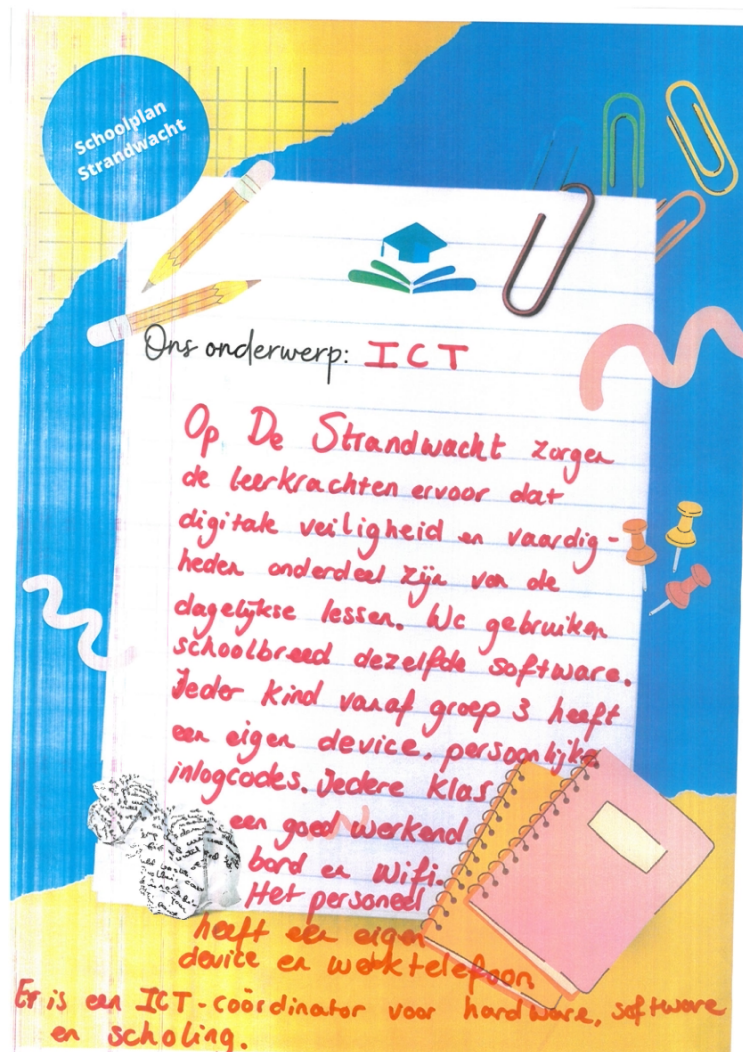 Schoolplan
Strandwacht
Ons onderwerp: ICT
Op De Strandwacht zorgen
de leerkrachten ervoor dat
digitale veiligheid en vaardig-
heden onderdeel zijn van de
dagelijkse lessen. We gebruiken
schoolbreed dezelfde software.
Ieder kind vanaf groep 3 heeft
een eigen device. persoonlijke
inlogcodes. Iedere klas
een goed werkend
bord en wifi.
Het personeel
heeft een eigen
device en werktelefoon
Er is een ICT-coördinator voor hardware, software
en scholing.